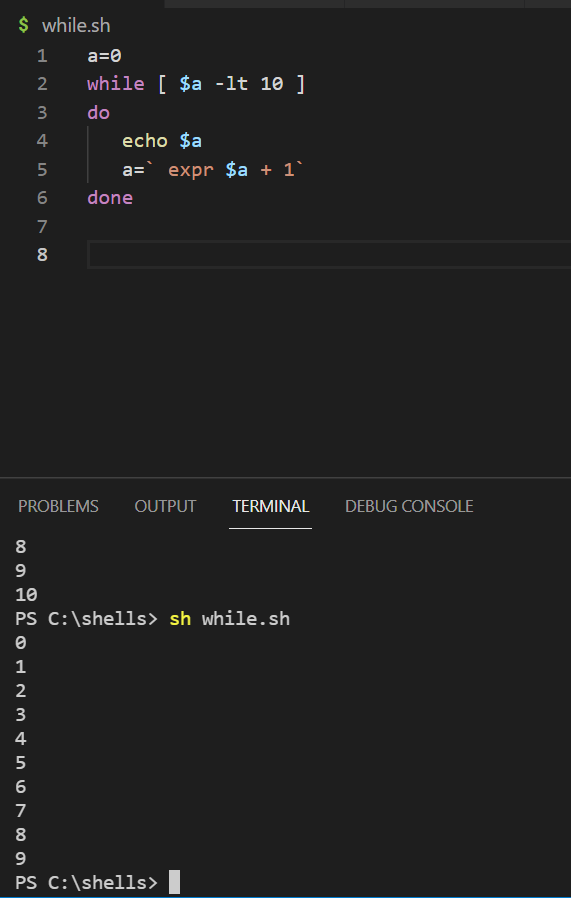 $ while.sh
1 a=0
2 while [ $a -lt 10 ]
3 do
4 echo $a
5 a=` expr $a + 1`
6 done
7
8
PROBLEMS OUTPUT TERMINAL DEBUG CONSOLE
8
9
10
PS C:\shells> sh while.sh
0
1
2
3
4
5
6
7
8
9
PS C:\shells>